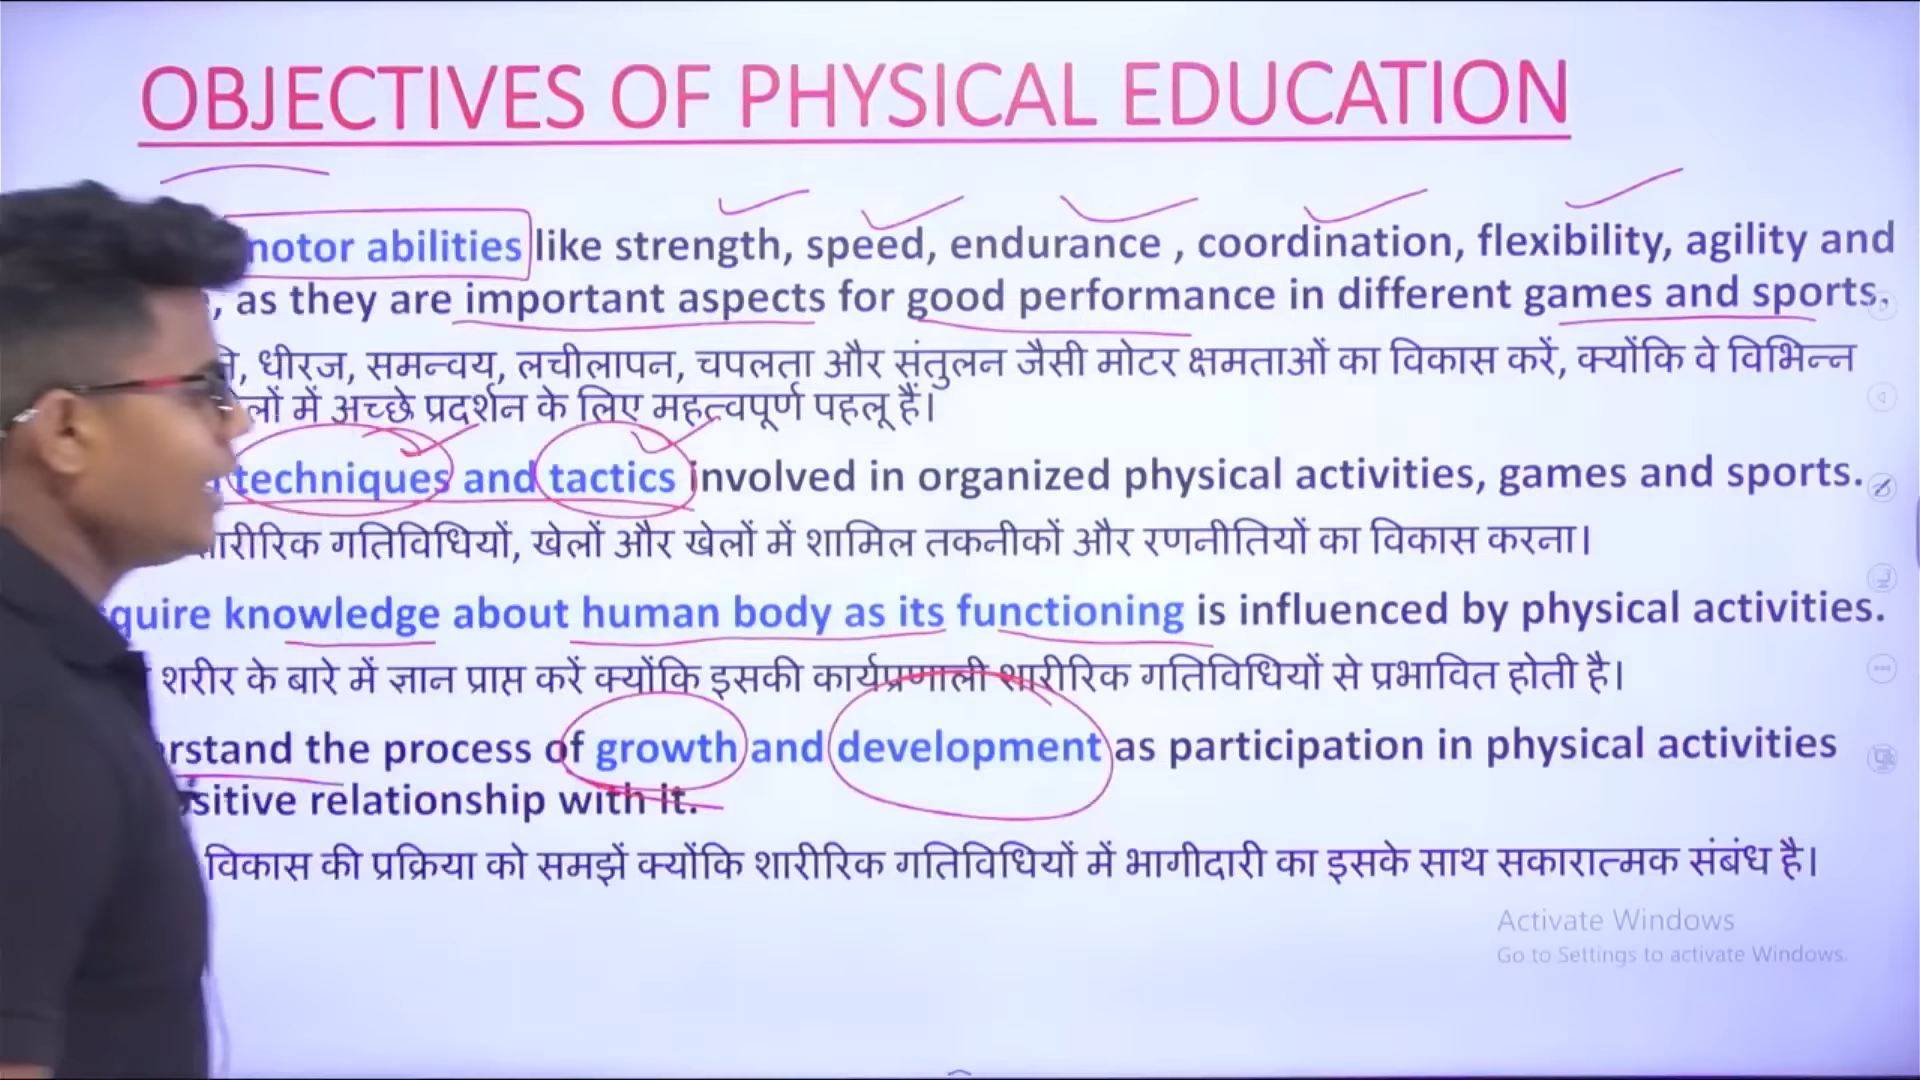 OBJECTIVES OF PHYSICAL EDUCATION
motor abilities like strength, speed, endurance , coordination, flexibility, agility and
, as they are important aspects for good performance in different games and sports.
, धीरज, समन्वय, लचीलापन, चपलता और संतुलन जैसी मोटर क्षमताओं का विकास करें, क्योंकि वे विभिन्न
में अच्छे प्रदर्शन के लिए महत्वपूर्ण पहलू हैं।
techniques and tactics involved in organized physical activities, games and sports.
गतिविधियों, खेलों और खेलों में शामिल तकनीकों और रणनीतियों का विकास करना।
knowledge about human body as its functioning is influenced by physical activities.
शरीर के बारे में ज्ञान प्राप्त करें क्योंकि इसकी कार्यप्रणाली शारीरिक गतिविधियों से प्रभावित होती है।
the process of growth and development as participation in physical activities
relationship with it.
विकास की प्रक्रिया को समझें क्योंकि शारीरिक गतिविधियों में भागीदारी का इसके साथ सकारात्मक संबंध है।
Activate Windows
Go to Settings to activate Windows.